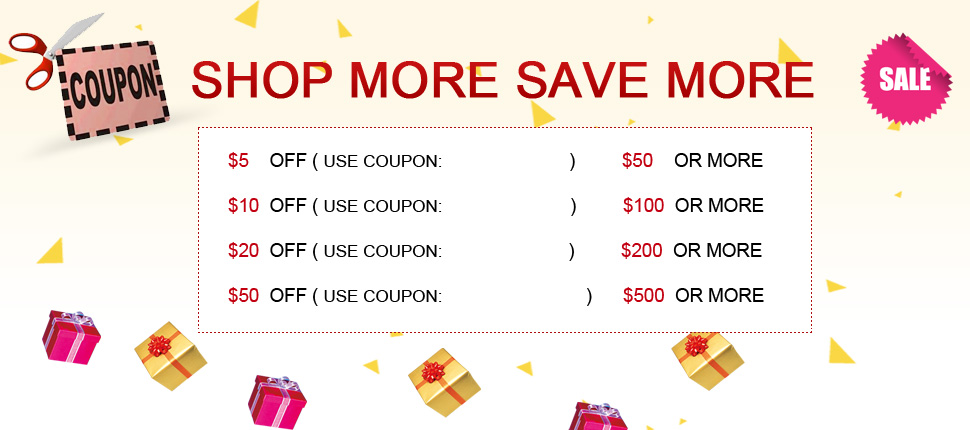 COUPON
SHOP MORE SAVE MORE
SALE
$5 OFF ( USE COUPON: ) $50 OR MORE
$10 OFF ( USE COUPON: ) $100 OR MORE
$20 OFF ( USE COUPON: ) $200 OR MORE
$50 OFF ( USE COUPON: ) $500 OR MORE